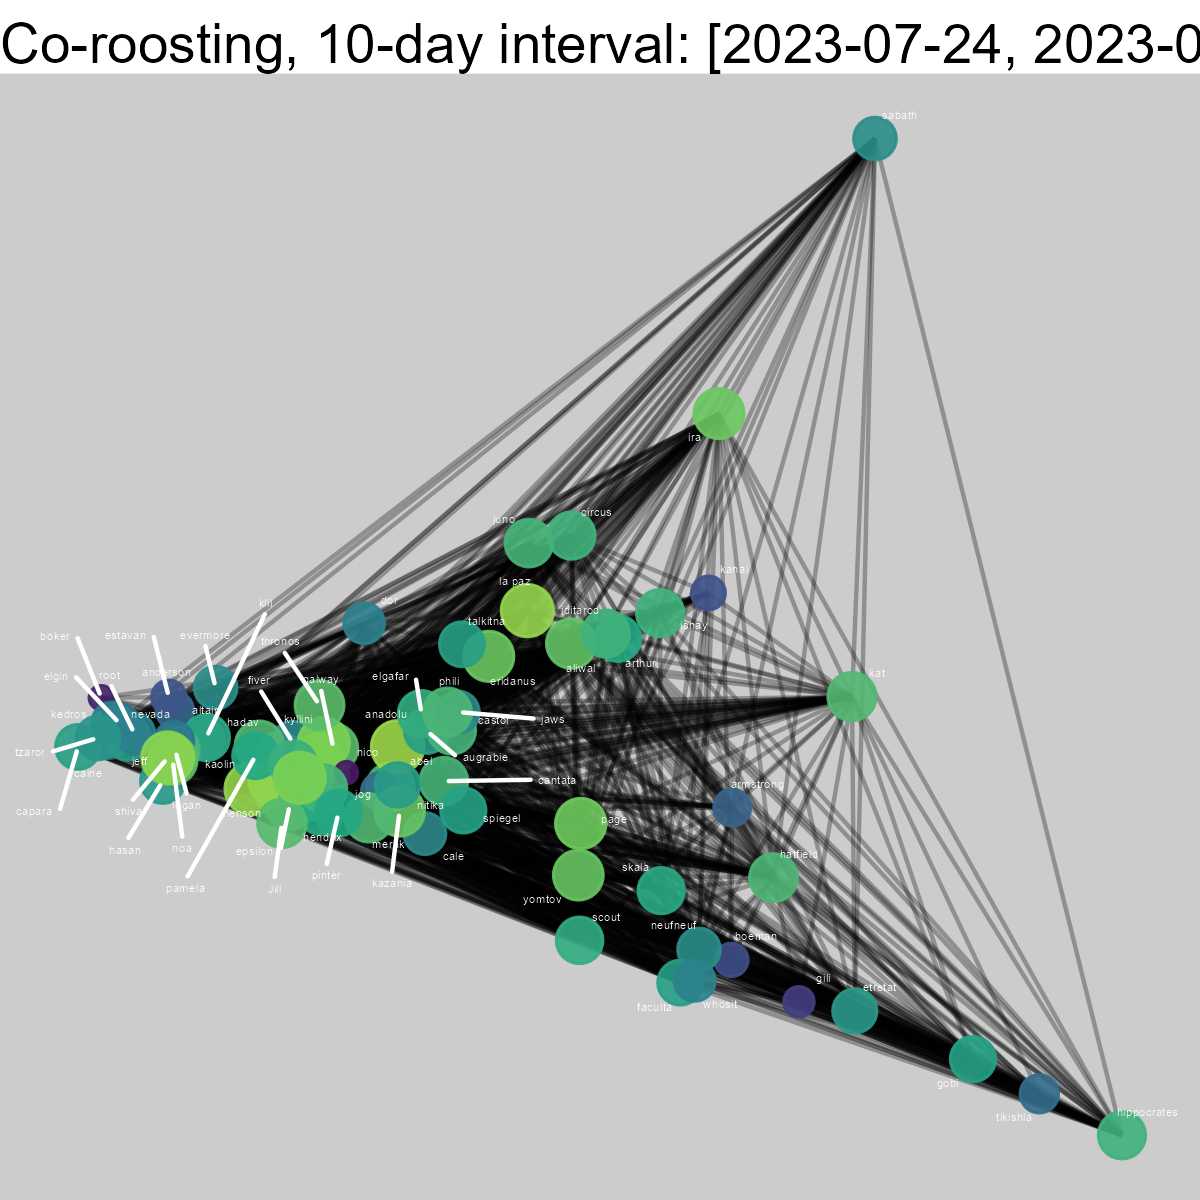 Co-roosting, 10-day interval: [2023-07-24, 2023-0
sabath
ira
juno
circus
kanai
la paz
dor
iditarod
klil
talkitna
ishay
boker
estavan
evermore
thronos
arthur
aliwal
anderson
elgin
root
fiver
galway
elgafar
phili
eridanus
kat
kedros
nevada
altair
hadav
kyllini
anadolu
castor
jaws
tzaror
jeff
kaolin
nico
abel
augrabie
caine
cantata
armstrong
jog
capara
shiva
logan
henson
nitika
spiegel
page
hendrix
merak
hasan
noa
epsilon
cale
hatfield
pamela
Jill
pinter
kazania
skala
yomtov
scout
neufneuf
boeman
gili
etretat
faculta
whosit
gobi
tikishla
hippocrates